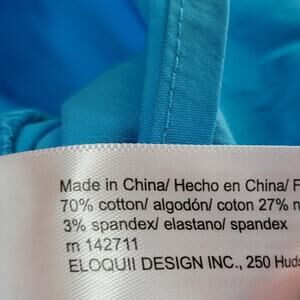 Made in China/ Hecho en China/ F
70% cotton/ algodón/ coton 27% n
3% spandex/ elastano/ spandex
rn 142711
ELOQUII DESIGN INC., 250 Huds